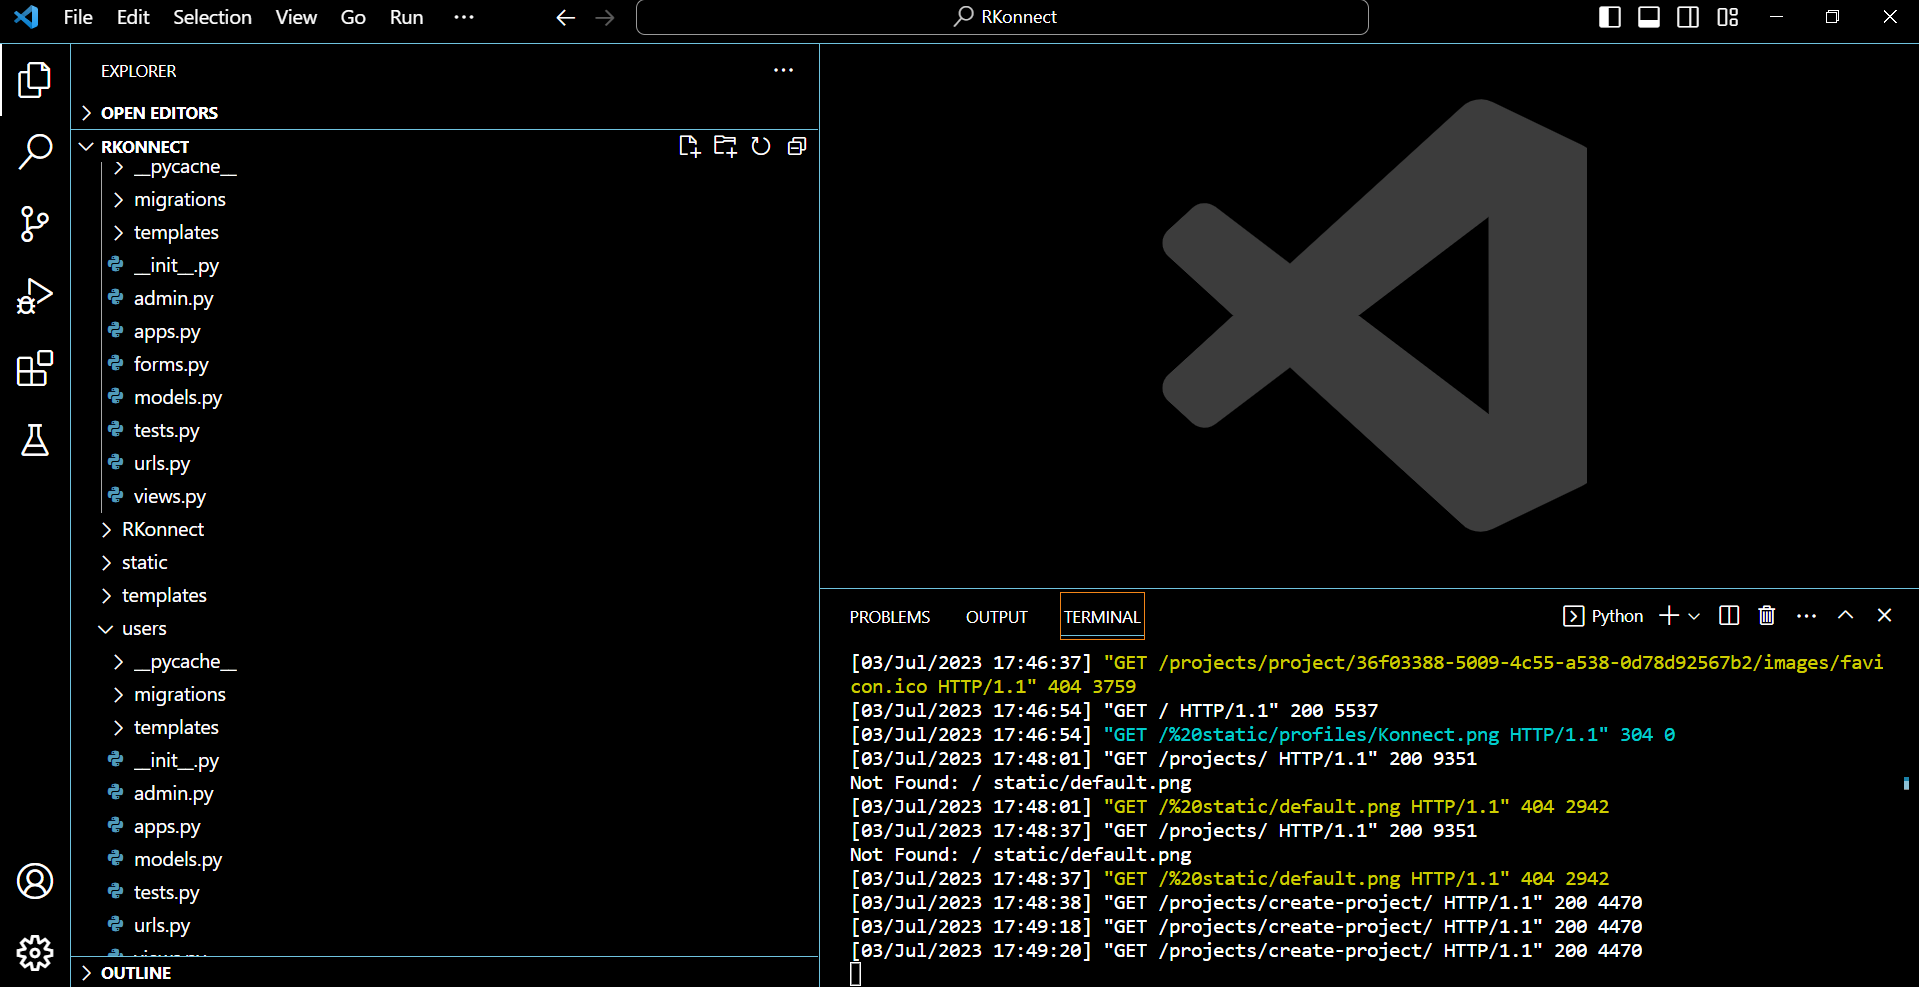 File Edit Selection View Go Run ···
RKonnect
EXPLORER
OPEN EDITORS
RKONNECT
__pycache__
migrations
templates
__init__.py
admin.py
apps.py
forms.py
models.py
tests.py
urls.py
views.py
RKonnect
static
templates
users
__pycache__
migrations
templates
__init__.py
admin.py
apps.py
models.py
tests.py
urls.py
OUTLINE
PROBLEMS OUTPUT TERMINAL Python
[03/Jul/2023 17:46:37] "GET /projects/project/36f03388-5009-4c55-a538-0d78d92567b2/images/favi
con.ico HTTP/1.1" 404 3759
[03/Jul/2023 17:46:54] "GET / HTTP/1.1" 200 5537
[03/Jul/2023 17:46:54] "GET /%20static/profiles/Konnect.png HTTP/1.1" 304 0
[03/Jul/2023 17:48:01] "GET /projects/ HTTP/1.1" 200 9351
Not Found: / static/default.png
[03/Jul/2023 17:48:01] "GET /%20static/default.png HTTP/1.1" 404 2942
[03/Jul/2023 17:48:37] "GET /projects/ HTTP/1.1" 200 9351
Not Found: / static/default.png
[03/Jul/2023 17:48:37] "GET /%20static/default.png HTTP/1.1" 404 2942
[03/Jul/2023 17:48:38] "GET /projects/create-project/ HTTP/1.1" 200 4470
[03/Jul/2023 17:49:18] "GET /projects/create-project/ HTTP/1.1" 200 4470
[03/Jul/2023 17:49:20] "GET /projects/create-project/ HTTP/1.1" 200 4470